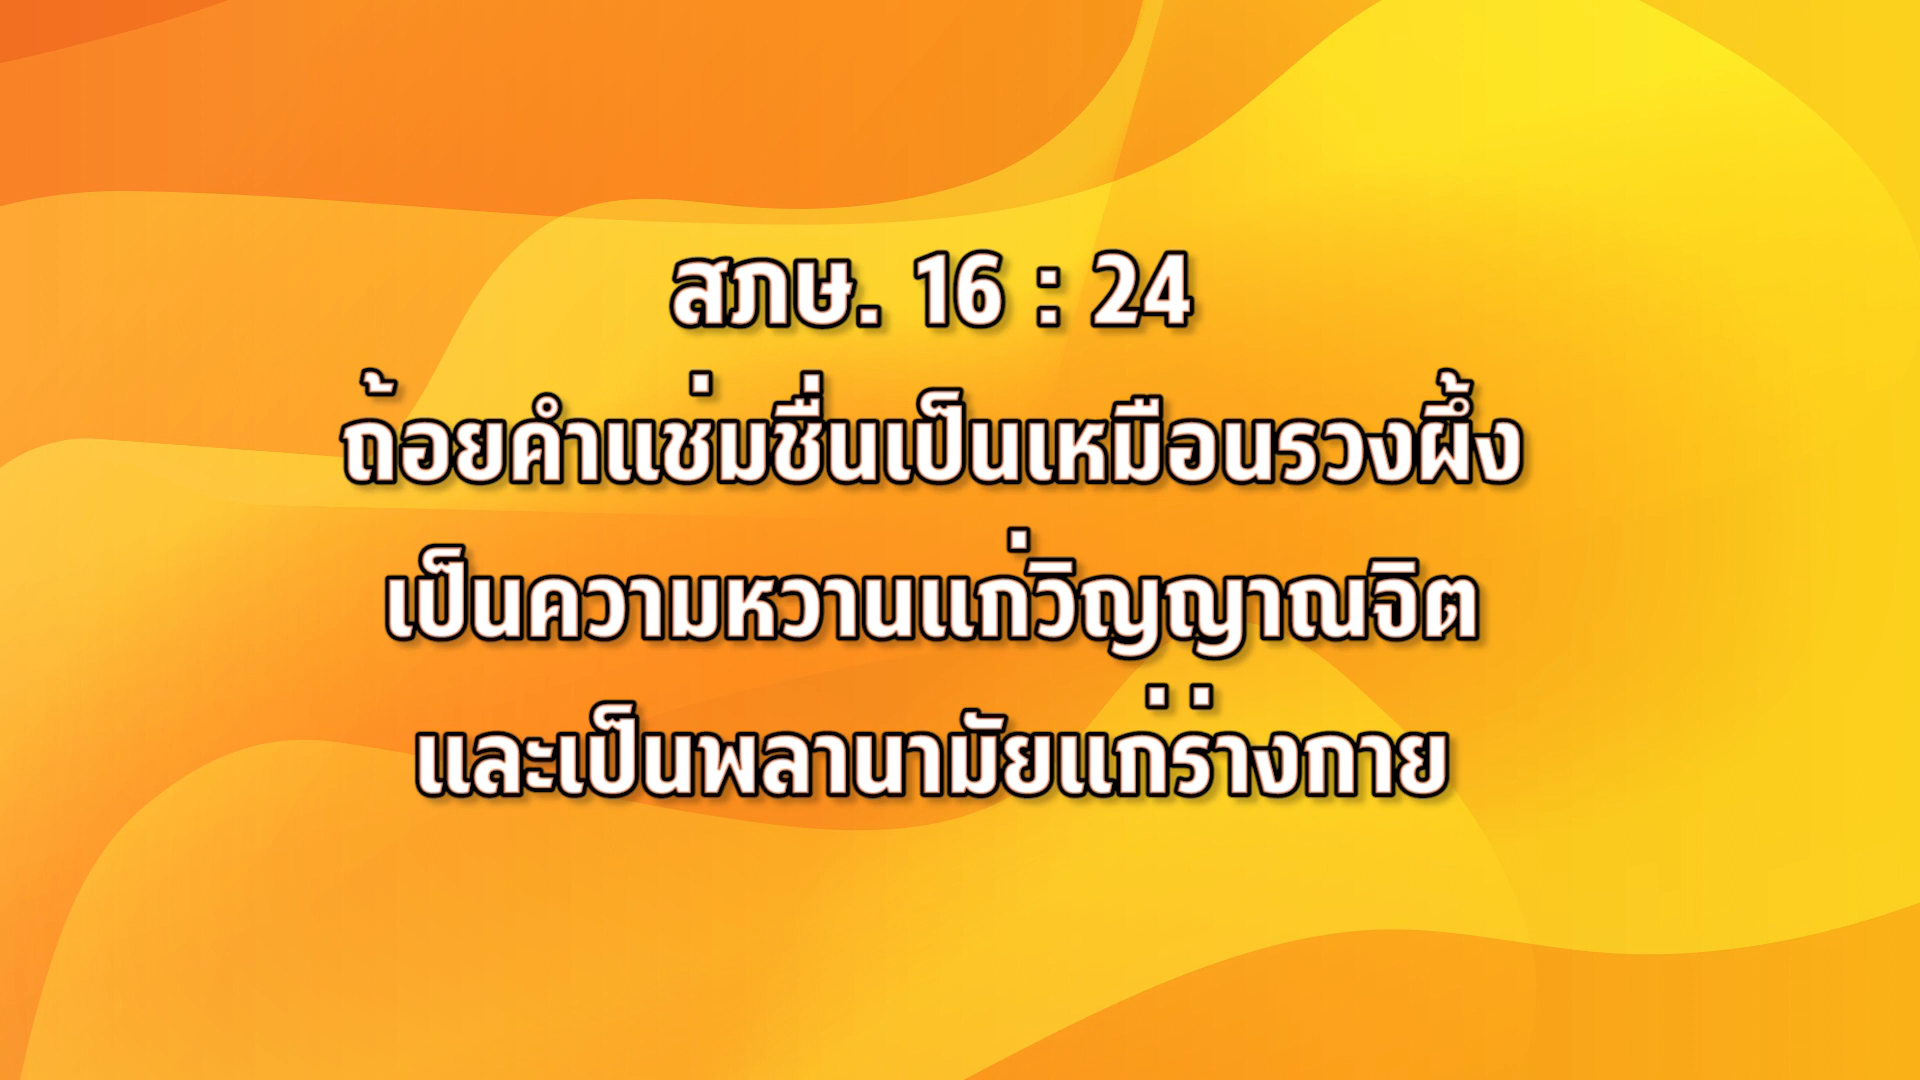 สภษ. 16 : 24
ถ้อยคำแช่มชื่นเป็นเหมือนรวงผึ้ง
เป็นความหวานแก่วิญญาณจิต
และเป็นพลานามัยแก่ร่างกาย